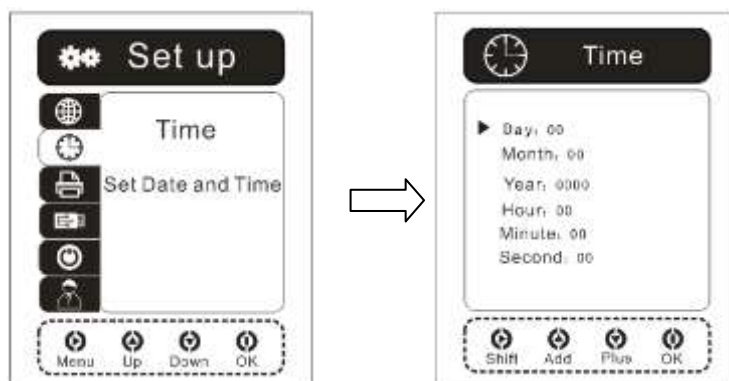 Set up
Time
Set Date and Time
Menu Up Down OK
Time
Day: 00
Month: 00
Year: 0000
Hour: 00
Minute: 00
Second: 00
Shift Add Plus OK